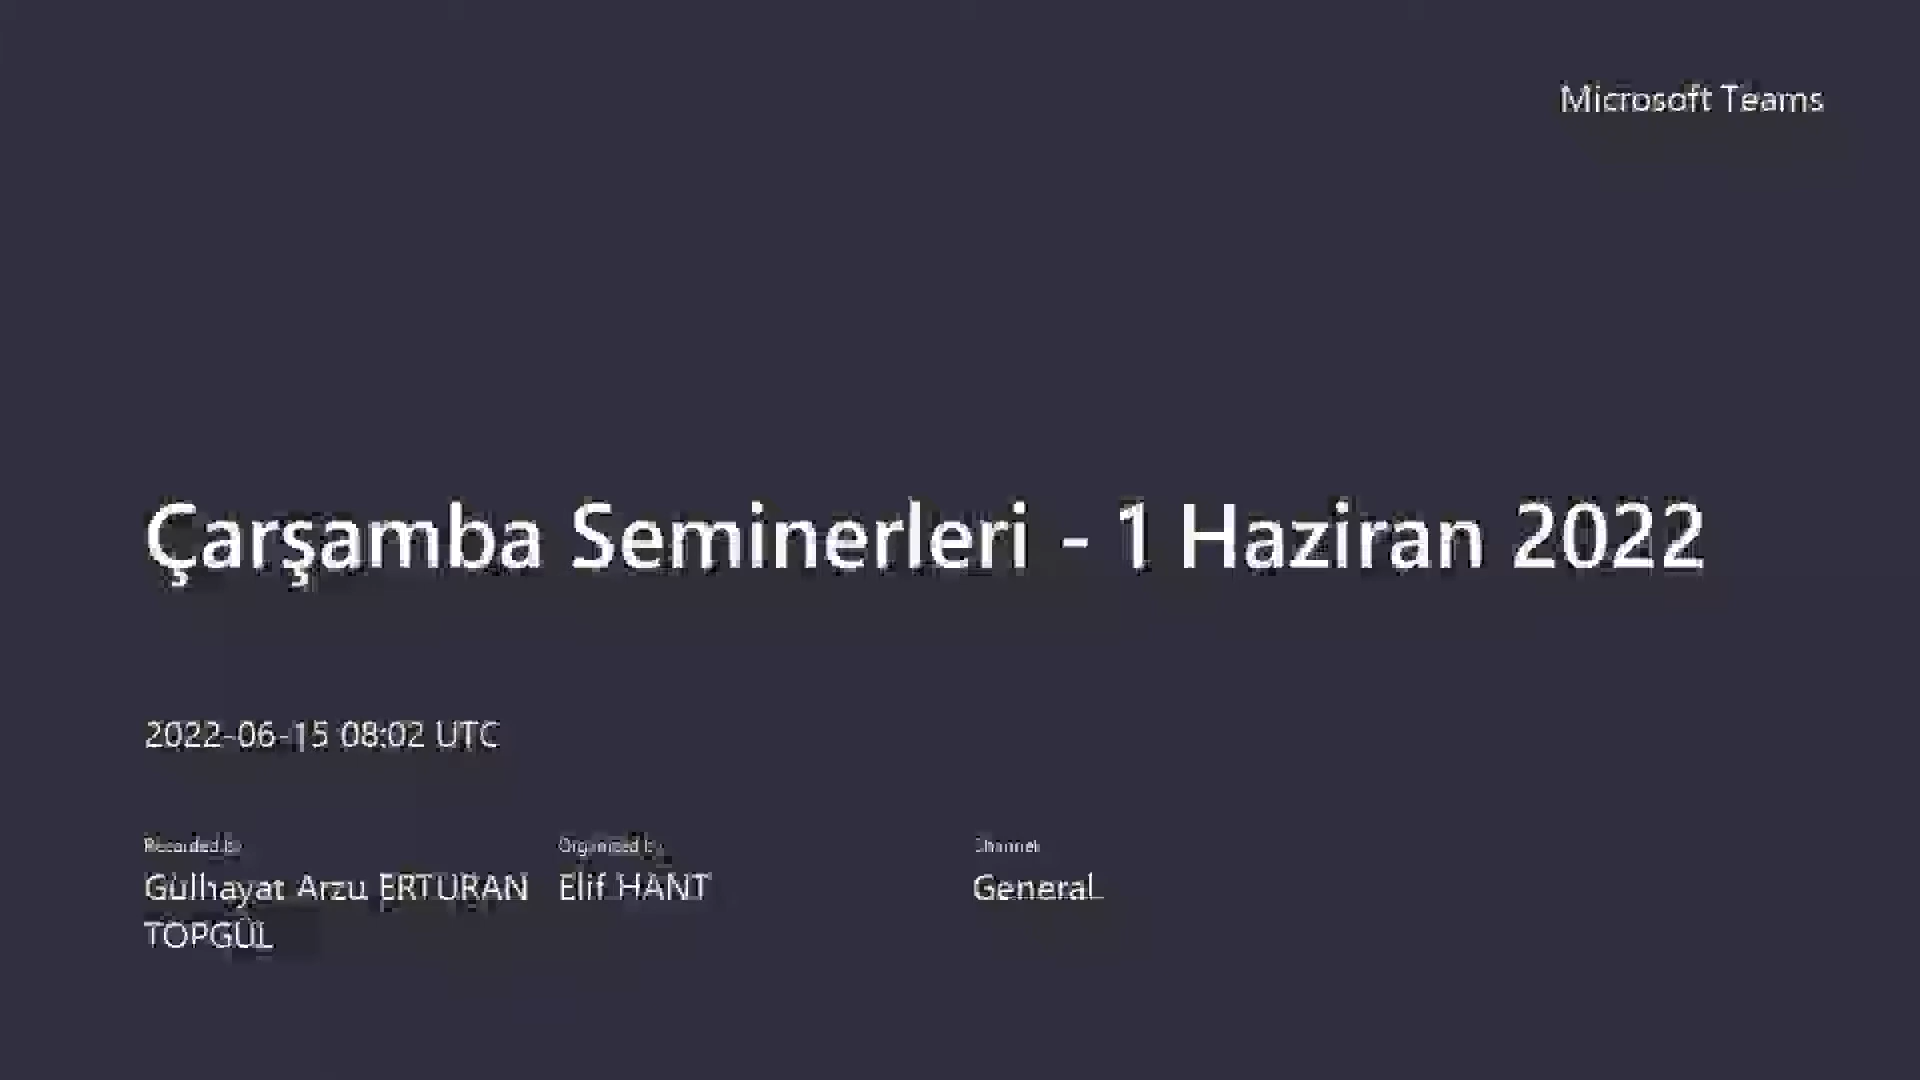 Microsoft Teams
Çarşamba Seminerleri - 1 Haziran 2022
2022-06-15 08:02 UTC
Recorded by
Organized by
Channel
Gülhayat Arzu ERTURAN
Elif HANT
General
TOPGÜL